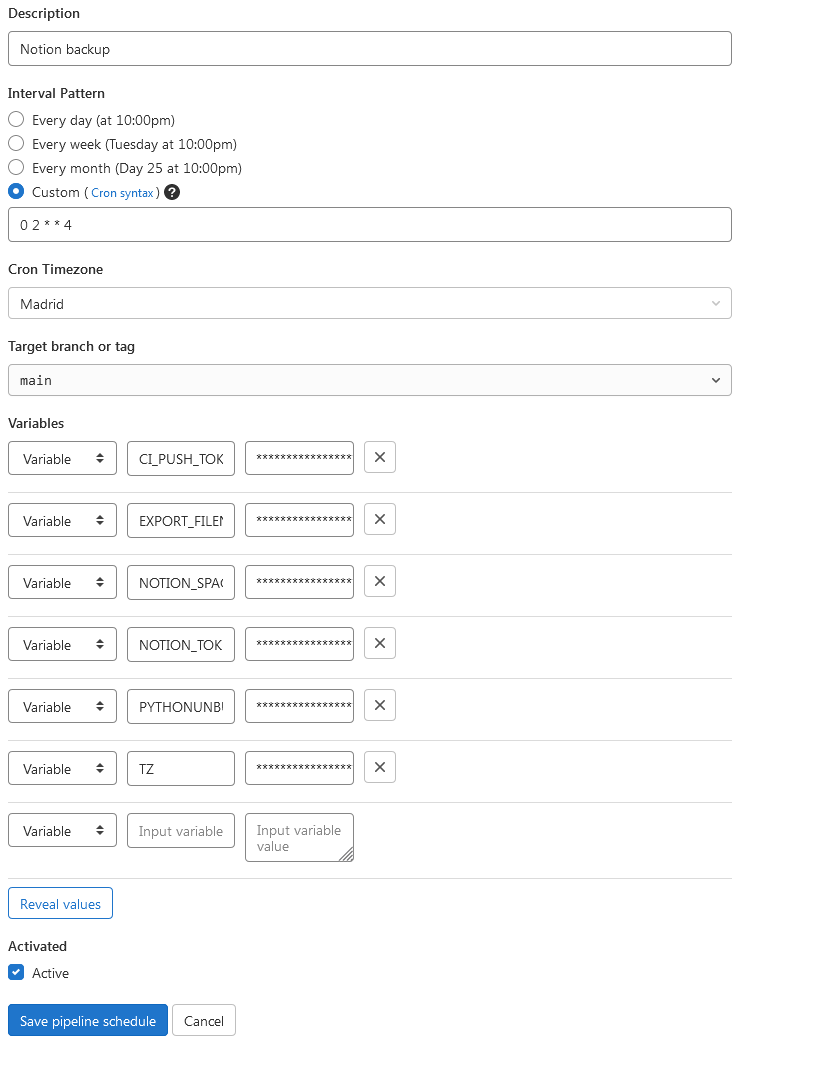 Description
Notion backup
Interval Pattern
Every day (at 10:00pm)
Every week (Tuesday at 10:00pm)
Every month (Day 25 at 10:00pm)
Custom ( Cron syntax ) ?
0 2 * * 4
Cron Timezone
Madrid
Target branch or tag
main
Variables
Variable CI_PUSH_TOK ****************
Variable EXPORT_FILEN ****************
Variable NOTION_SPAC ****************
Variable NOTION_TOK ****************
Variable PYTHONUNBU ****************
Variable TZ ****************
Variable Input variable Input variable
value
Reveal values
Activated
Active
Save pipeline schedule Cancel